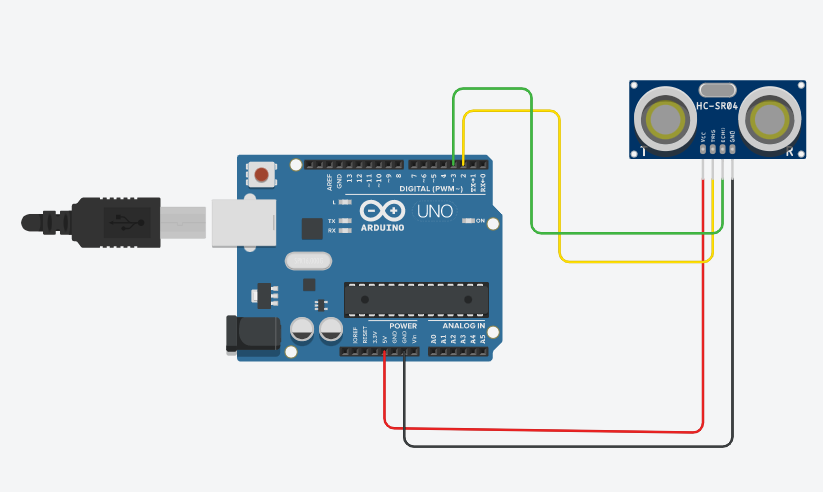 HC-SR04
VCC
TRIG
ECHO
GND
T
R
AREF
GND
13
12
~11
~10
~9
8
7
~6
~5
4
~3
2
TX→1
RX←0
DIGITAL (PWM~)
L
TX
RX
UNO
ARDUINO
ON
POWER
ANALOG IN
IOREF
RESET
3.3V
5V
GND
GND
Vin
A0
A1
A2
A3
A4
A5